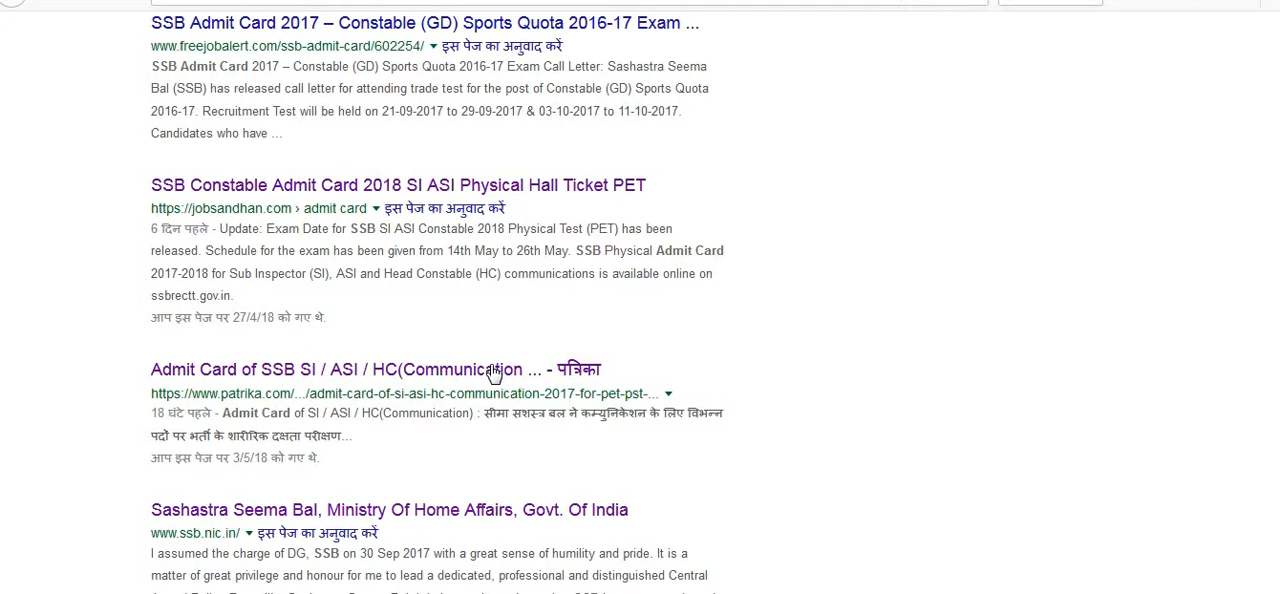 SSB Admit Card 2017 – Constable (GD) Sports Quota 2016-17 Exam ...
www.freejobalert.com/ssb-admit-card/602254/ इस पेज का अनुवाद करें
SSB Admit Card 2017 – Constable (GD) Sports Quota 2016-17 Exam Call Letter: Sashastra Seema
Bal (SSB) has released call letter for attending trade test for the post of Constable (GD) Sports Quota
2016-17. Recruitment Test will be held on 21-09-2017 to 29-09-2017 & 03-10-2017 to 11-10-2017.
Candidates who have ...
SSB Constable Admit Card 2018 SI ASI Physical Hall Ticket PET
https://jobsandhan.com › admit card इस पेज का अनुवाद करें
6 दिन पहले - Update: Exam Date for SSB SI ASI Constable 2018 Physical Test (PET) has been
released. Schedule for the exam has been given from 14th May to 26th May. SSB Physical Admit Card
2017-2018 for Sub Inspector (SI), ASI and Head Constable (HC) communications is available online on
ssbrectt.gov.in.
आप इस पेज पर 27/4/18 को गए थे.
Admit Card of SSB SI / ASI / HC(Communication ... - पत्रिका
https://www.patrika.com/.../admit-card-of-si-asi-hc-communication-2017-for-pet-pst-...
18 घंटे पहले - Admit Card of SI / ASI / HC(Communication) : सीमा सशस्त्र बल ने कम्युनिकेशन के लिए विभन्न
पदों पर भर्ती के शारीरिक दक्षता परीक्षण...
आप इस पेज पर 3/5/18 को गए थे.
Sashastra Seema Bal, Ministry Of Home Affairs, Govt. Of India
www.ssb.nic.in/ इस पेज का अनुवाद करें
I assumed the charge of DG, SSB on 30 Sep 2017 with a great sense of humility and pride. It is a
matter of great privilege and honour for me to lead a dedicated, professional and distinguished Central